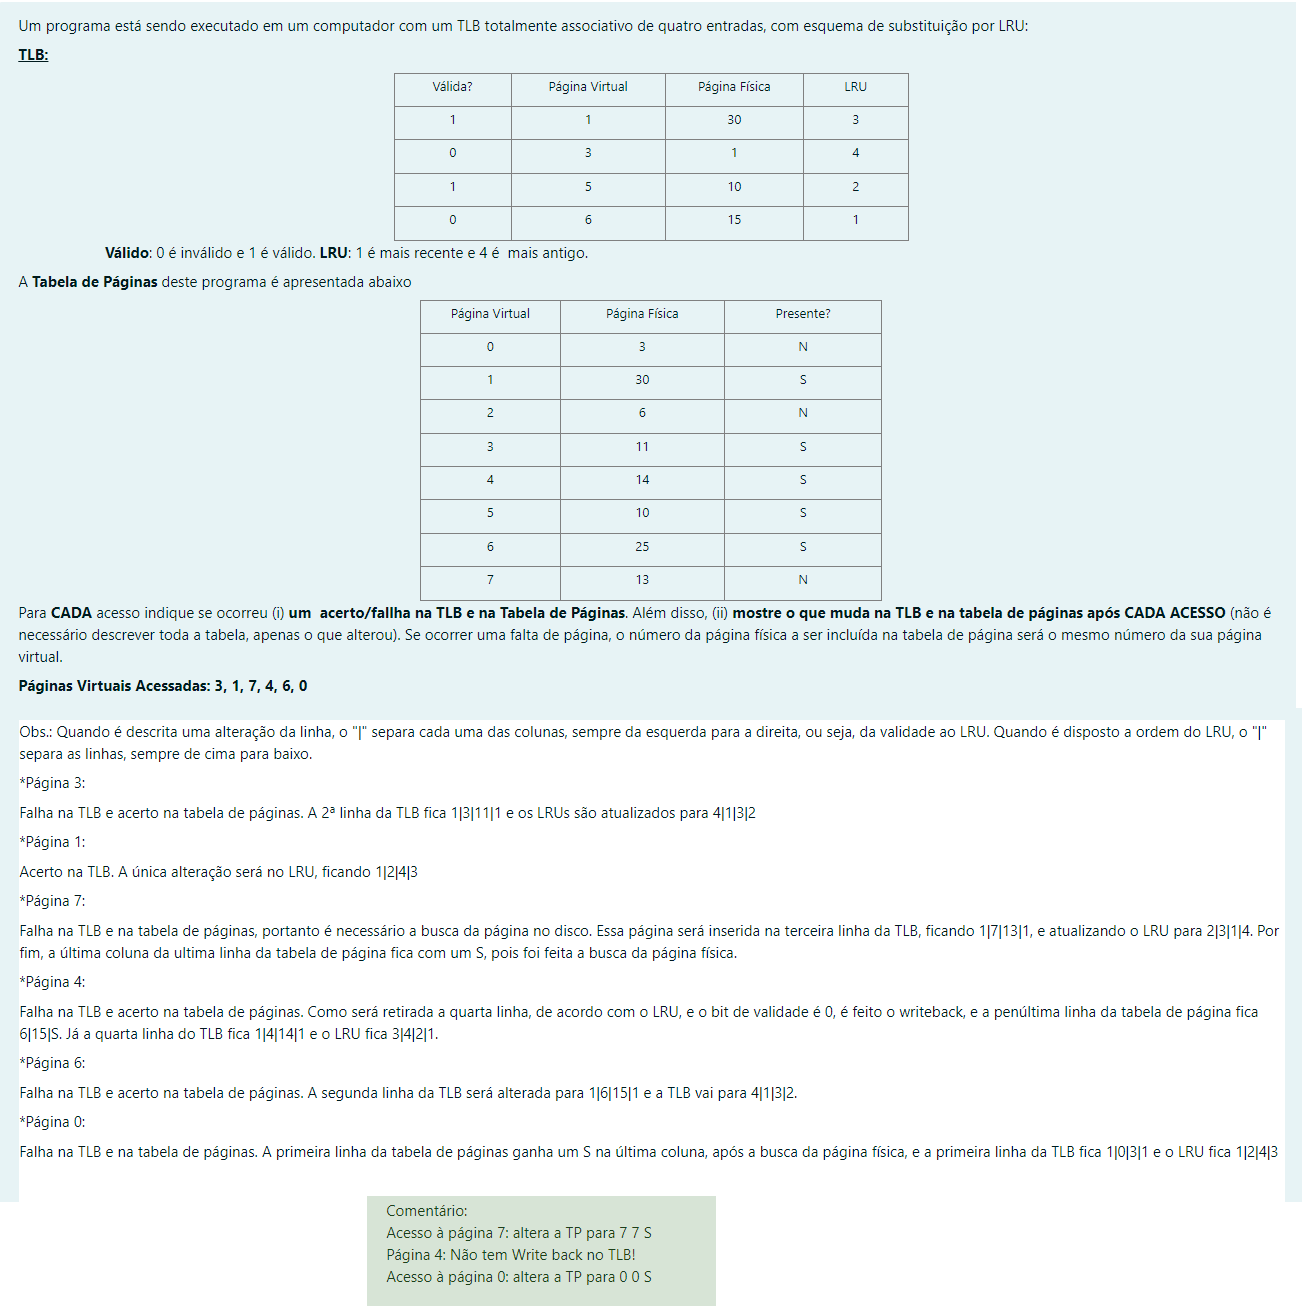 Um programa está sendo executado em um computador com um TLB totalmente associativo de quatro entradas, com esquema de substituição por LRU:
TLB:
Válida? Página Virtual Página Física LRU
1 1 30 3
0 3 1 4
1 5 10 2
0 6 15 1
Válido: 0 é inválido e 1 é válido. LRU: 1 é mais recente e 4 é mais antigo.
A Tabela de Páginas deste programa é apresentada abaixo
Página Virtual Página Física Presente?
0 3 N
1 30 S
2 6 N
3 11 S
4 14 S
5 10 S
6 25 S
7 13 N
Para CADA acesso indique se ocorreu (i) um acerto/fallha na TLB e na Tabela de Páginas. Além disso, (ii) mostre o que muda na TLB e na tabela de páginas após CADA ACESSO (não é
necessário descrever toda a tabela, apenas o que alterou). Se ocorrer uma falta de página, o número da página física a ser incluída na tabela de página será o mesmo número da sua página
virtual.
Páginas Virtuais Acessadas: 3, 1, 7, 4, 6, 0
Obs.: Quando é descrita uma alteração da linha, o "|" separa cada uma das colunas, sempre da esquerda para a direita, ou seja, da validade ao LRU. Quando é disposto a ordem do LRU, o "|"
separa as linhas, sempre de cima para baixo.
*Página 3:
Falha na TLB e acerto na tabela de páginas. A 2ª linha da TLB fica 1|3|11|1 e os LRUs são atualizados para 4|1|3|2
*Página 1:
Acerto na TLB. A única alteração será no LRU, ficando 1|2|4|3
*Página 7:
Falha na TLB e na tabela de páginas, portanto é necessário a busca da página no disco. Essa página será inserida na terceira linha da TLB, ficando 1|7|13|1, e atualizando o LRU para 2|3|1|4. Por
fim, a última coluna da ultima linha da tabela de página fica com um S, pois foi feita a busca da página física.
*Página 4:
Falha na TLB e acerto na tabela de páginas. Como será retirada a quarta linha, de acordo com o LRU, e o bit de validade é 0, é feito o writeback, e a penúltima linha da tabela de página fica
6|15|S. Já a quarta linha do TLB fica 1|4|14|1 e o LRU fica 3|4|2|1.
*Página 6:
Falha na TLB e acerto na tabela de páginas. A segunda linha da TLB será alterada para 1|6|15|1 e a TLB vai para 4|1|3|2.
*Página 0:
Falha na TLB e na tabela de páginas. A primeira linha da tabela de páginas ganha um S na última coluna, após a busca da página física, e a primeira linha da TLB fica 1|0|3|1 e o LRU fica 1|2|4|3
Comentário:
Acesso à página 7: altera a TP para 7 7 S
Página 4: Não tem Write back no TLB!
Acesso à página 0: altera a TP para 0 0 S